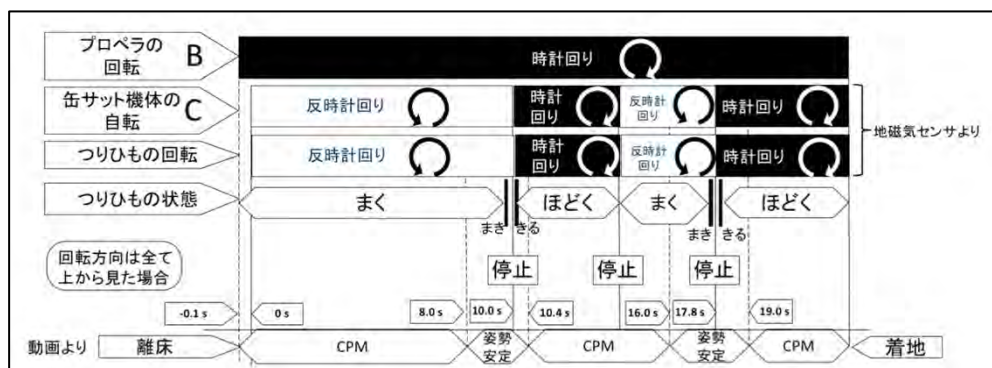 プロペラの
回転
B
時計回り
缶サット機体の
自転
C
反時計回り
時計
回り
反時計
回り
時計回り
つりひもの回転
反時計回り
時計
回り
反時計
回り
時計回り
地磁気センサより
つりひもの状態
まく
ほどく
まく
ほどく
まき きる
まき きる
回転方向は全て
上から見た場合
停止
停止
停止
-0.1 s
0 s
8.0 s
10.0 s
10.4 s
16.0 s
17.8 s
19.0 s
動画より
離床
CPM
姿勢
安定
CPM
姿勢
安定
CPM
着地